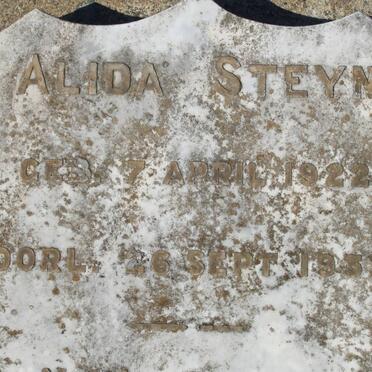 ALIDA STEYN
GEB. 7 APRIL 1922
OORL. 26 SEPT.